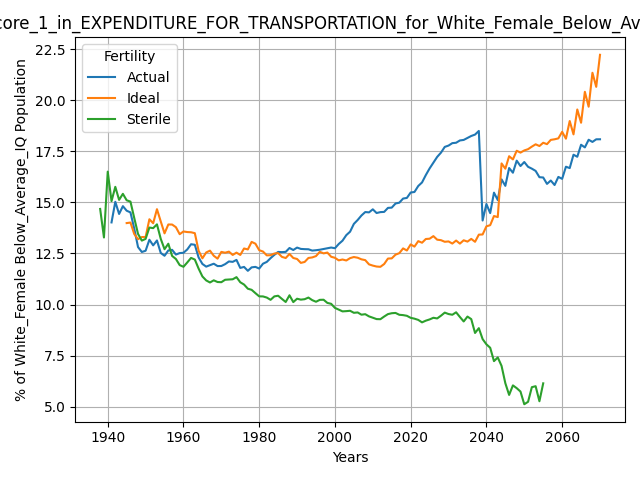 core_1_in_EXPENDITURE_FOR_TRANSPORTATION_for_White_Female_Below_Av
% of White_Female Below_Average_IQ Population
22.5
20.0
17.5
15.0
12.5
10.0
7.5
5.0
Fertility
Actual
Ideal
Sterile
1940 1960 1980 2000 2020 2040 2060
Years